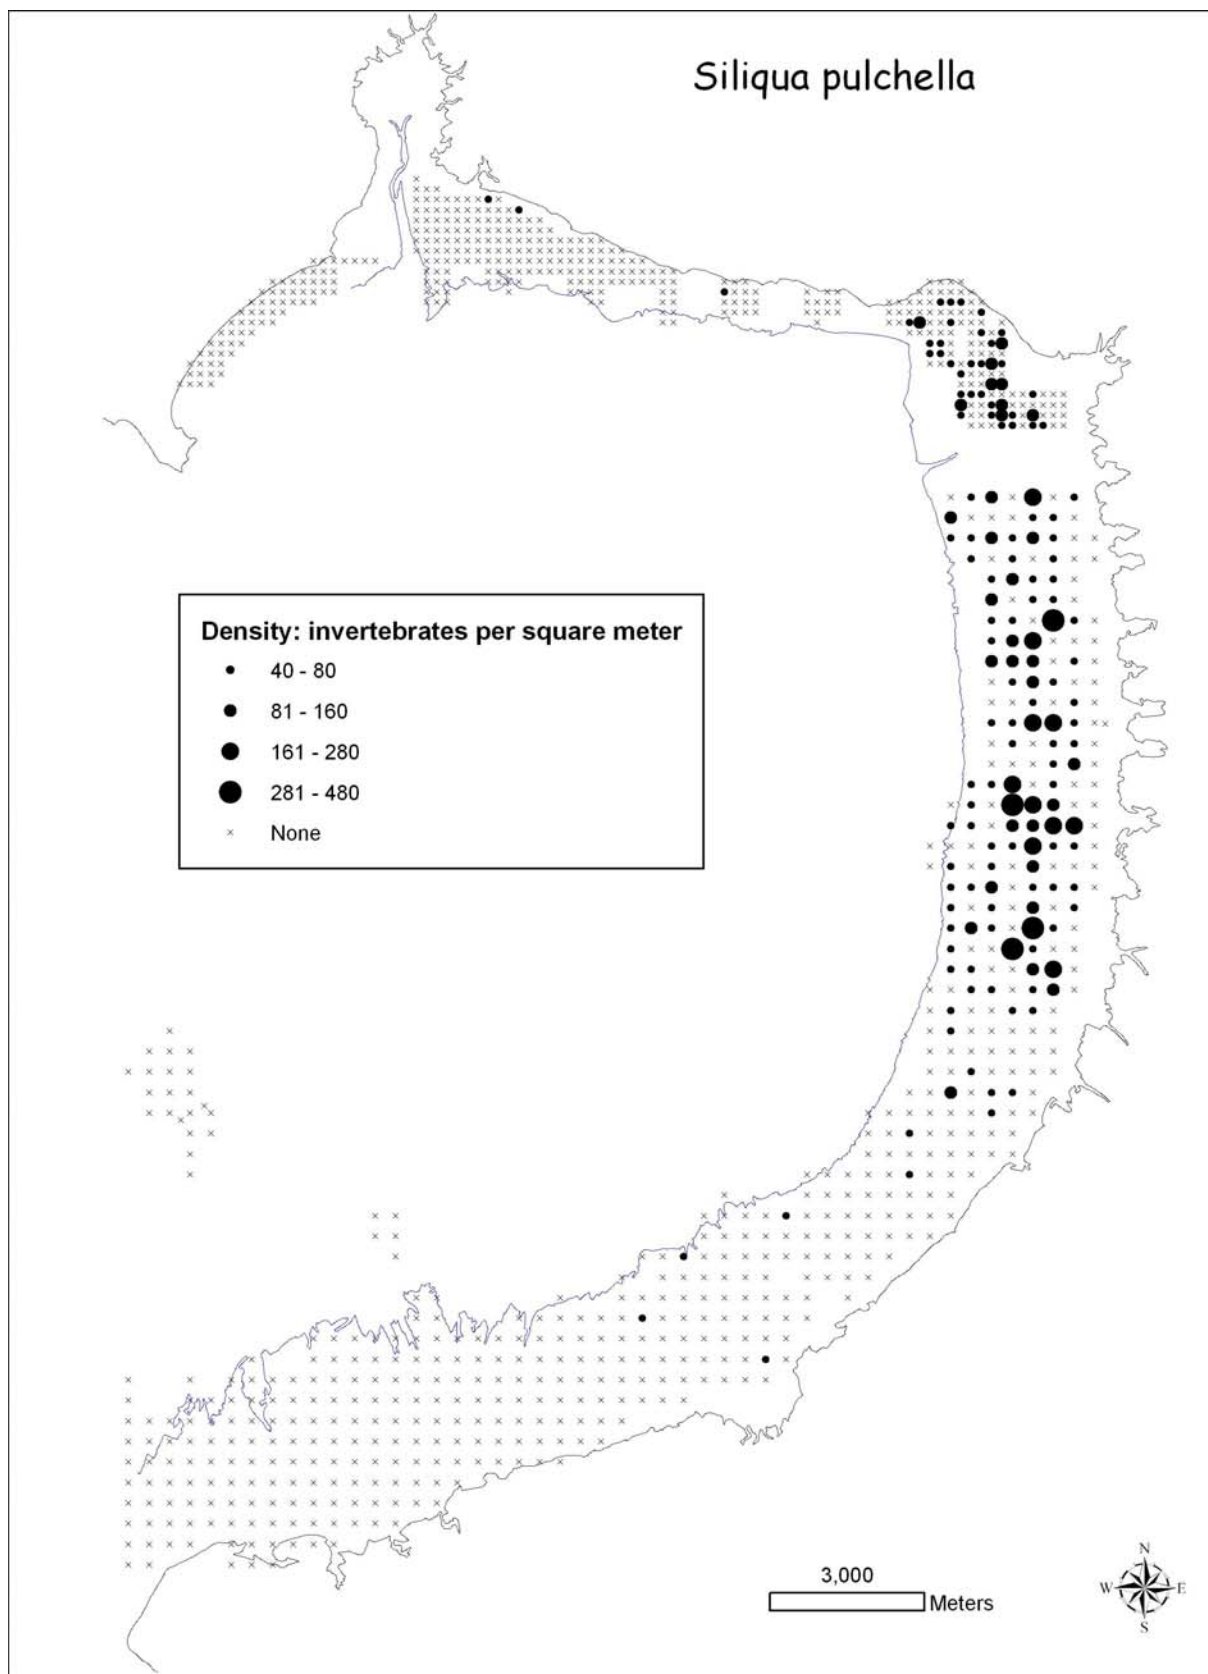 Siliqua pulchella
Density: invertebrates per square meter
40 - 80
81 - 160
161 - 280
281 - 480
None
3,000
Meters
N
W E
S